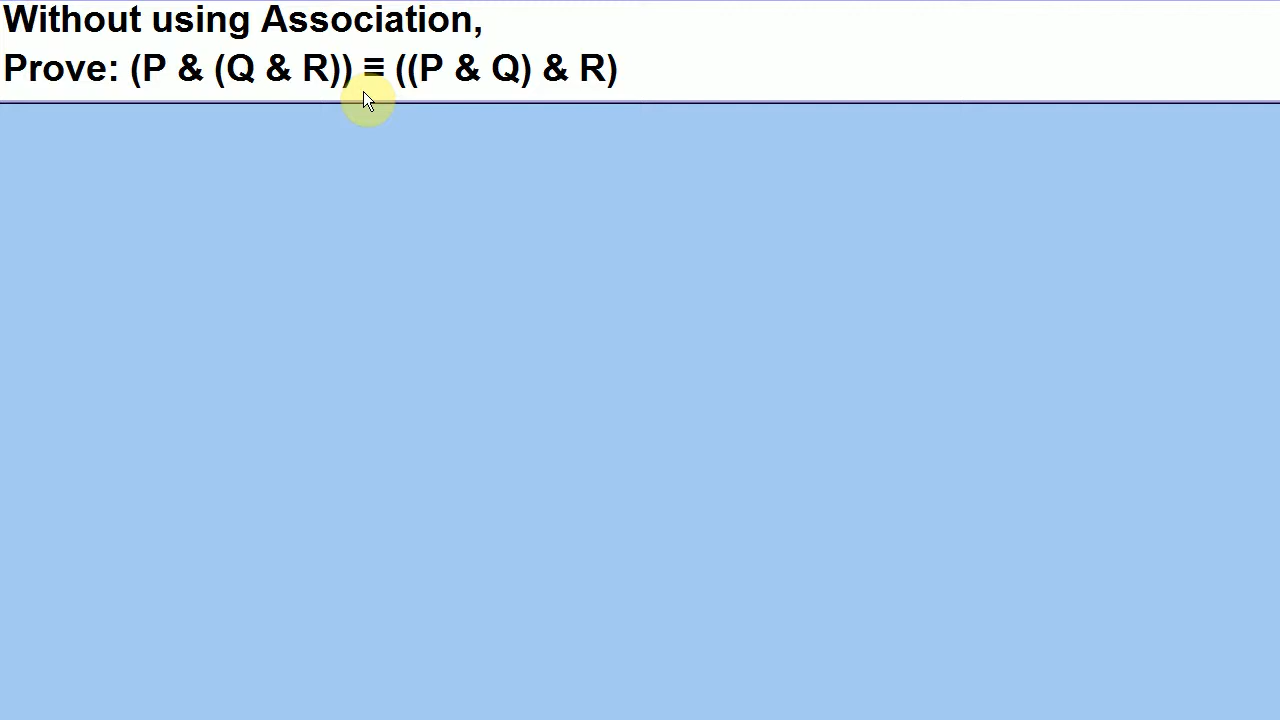 Without using Association,
Prove: (P & (Q & R)) ≡ ((P & Q) & R)